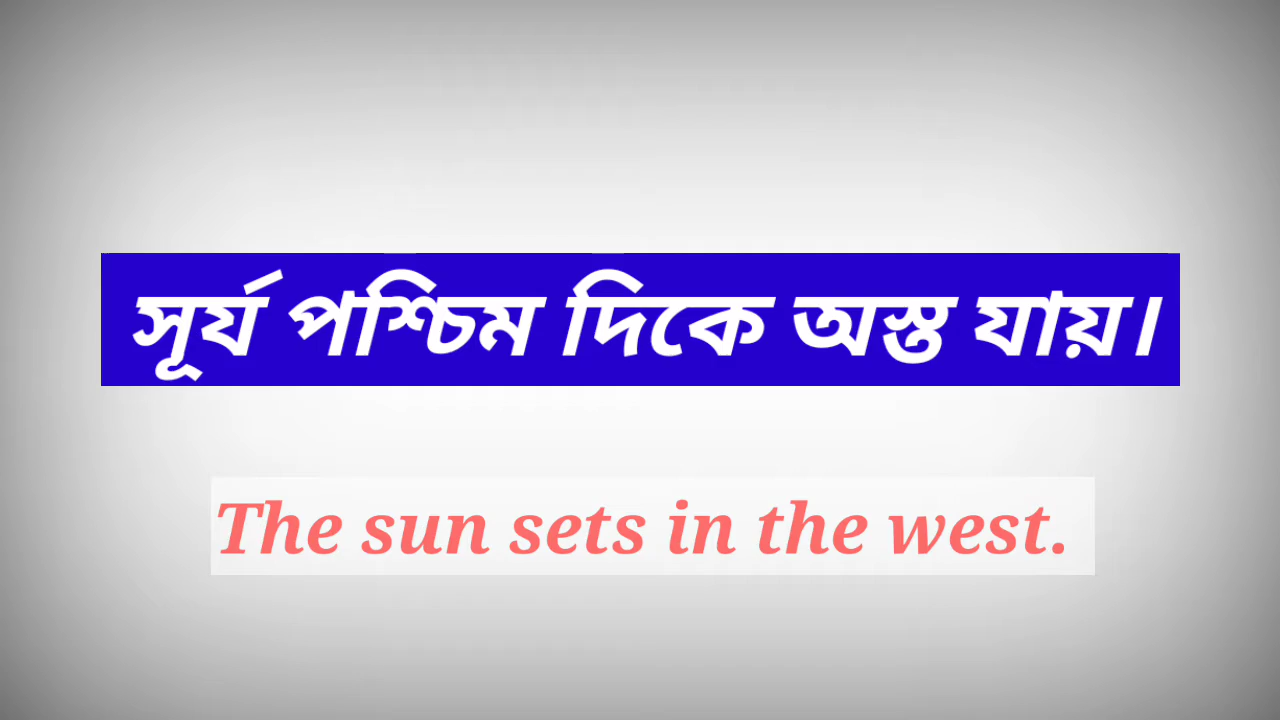 সূর্য পশ্চিম দিকে অস্ত যায়।
The sun sets in the west.